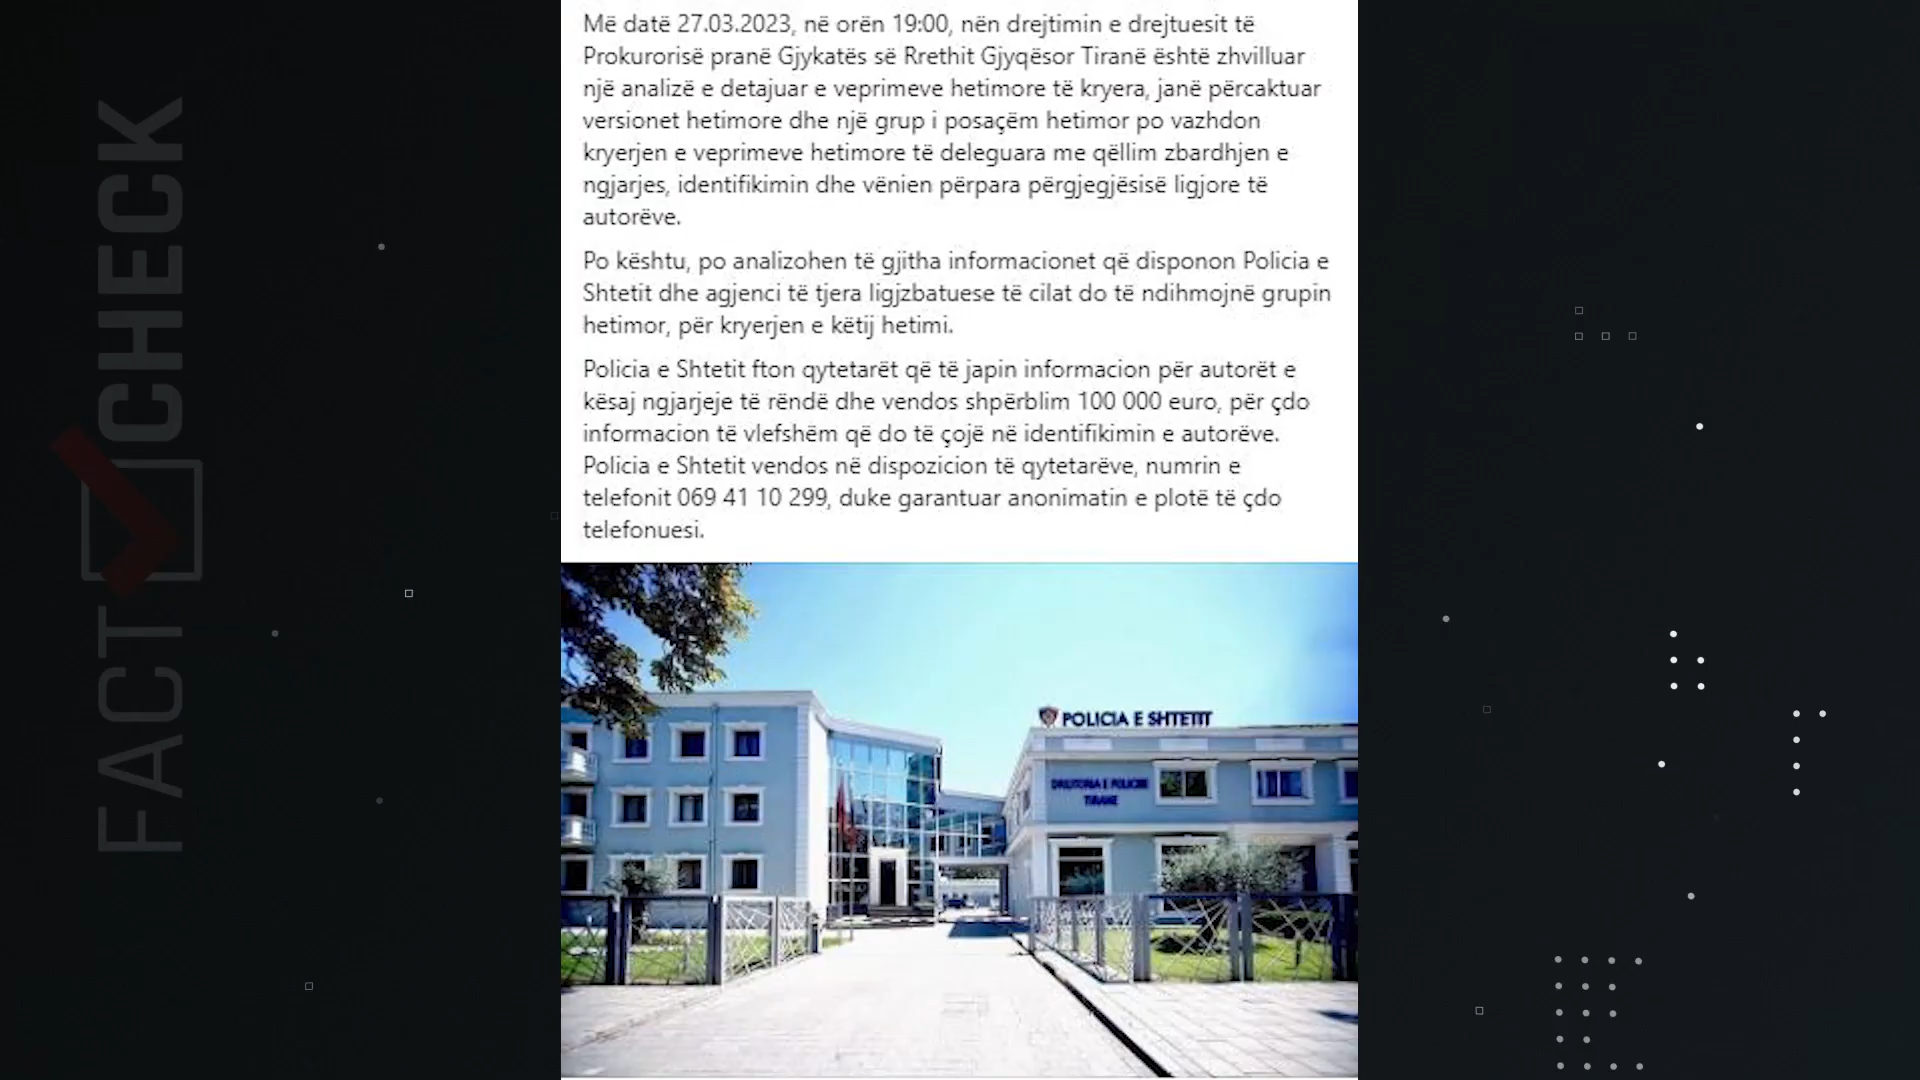 FACT CHECK
Më datë 27.03.2023, në orën 19:00, nën drejtimin e drejtuesit të
Prokurorisë pranë Gjykatës së Rrethit Gjyqësor Tiranë është zhvilluar
një analizë e detajuar e veprimeve hetimore të kryera, janë përcaktuar
versionet hetimore dhe një grup i posaçëm hetimor po vazhdon
kryerjen e veprimeve hetimore të deleguara me qëllim zbardhjen e
ngjarjes, identifikimin dhe vënien përpara përgjegjësisë ligjore të
autorëve.
Po kështu, po analizohen të gjitha informacionet që disponon Policia e
Shtetit dhe agjenci të tjera ligjzbatuese të cilat do të ndihmojnë grupin
hetimor, për kryerjen e këtij hetimi.
Policia e Shtetit fton qytetarët që të japin informacion për autorët e
kësaj ngjarjeje të rëndë dhe vendos shpërblim 100 000 euro, për çdo
informacion të vlefshëm që do të çojë në identifikimin e autorëve.
Policia e Shtetit vendos në dispozicion të qytetarëve, numrin e
telefonit 069 41 10 299, duke garantuar anonimatin e plotë të çdo
telefonuesi.
POLICIA E SHTETIT
DREJTORIA E POLICISË
TIRANË